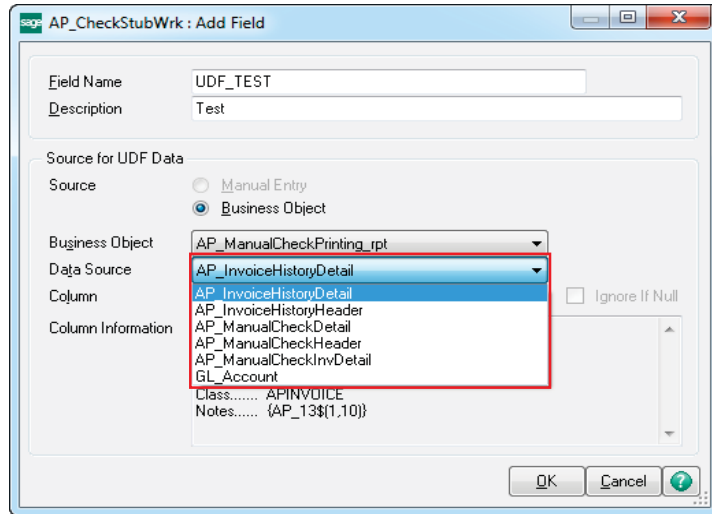 sage AP_CheckStubWrk : Add Field
Field Name UDF_TEST
Description Test
Source for UDF Data
Source Manual Entry
Business Object
Business Object AP_ManualCheckPrinting_rpt
Data Source AP_InvoiceHistoryDetail
Column AP_InvoiceHistoryDetail Ignore If Null
AP_InvoiceHistoryHeader
Column Information AP_ManualCheckDetail
AP_ManualCheckHeader
AP_ManualCheckInvDetail
GL_Account
Class....... APINVOICE
Notes...... {AP_13$(1,10)}
OK Cancel ?